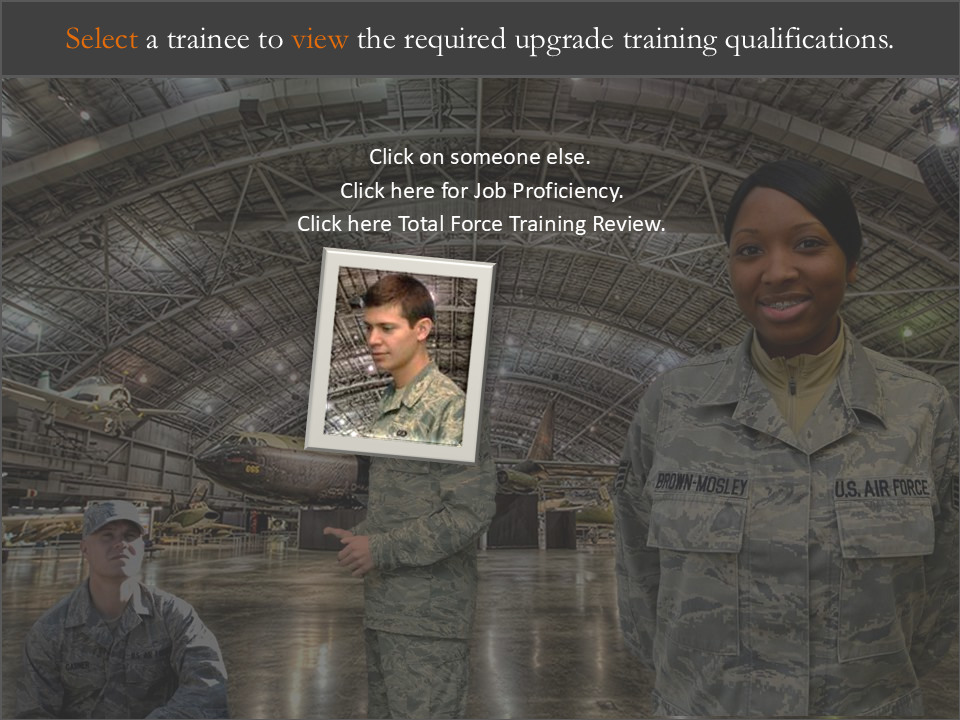 Select a trainee to view the required upgrade training qualifications.
Click on someone else.
Click here for Job Proficiency.
Click here Total Force Training Review.
BROWN-MOSLEY
U.S. AIR FORCE